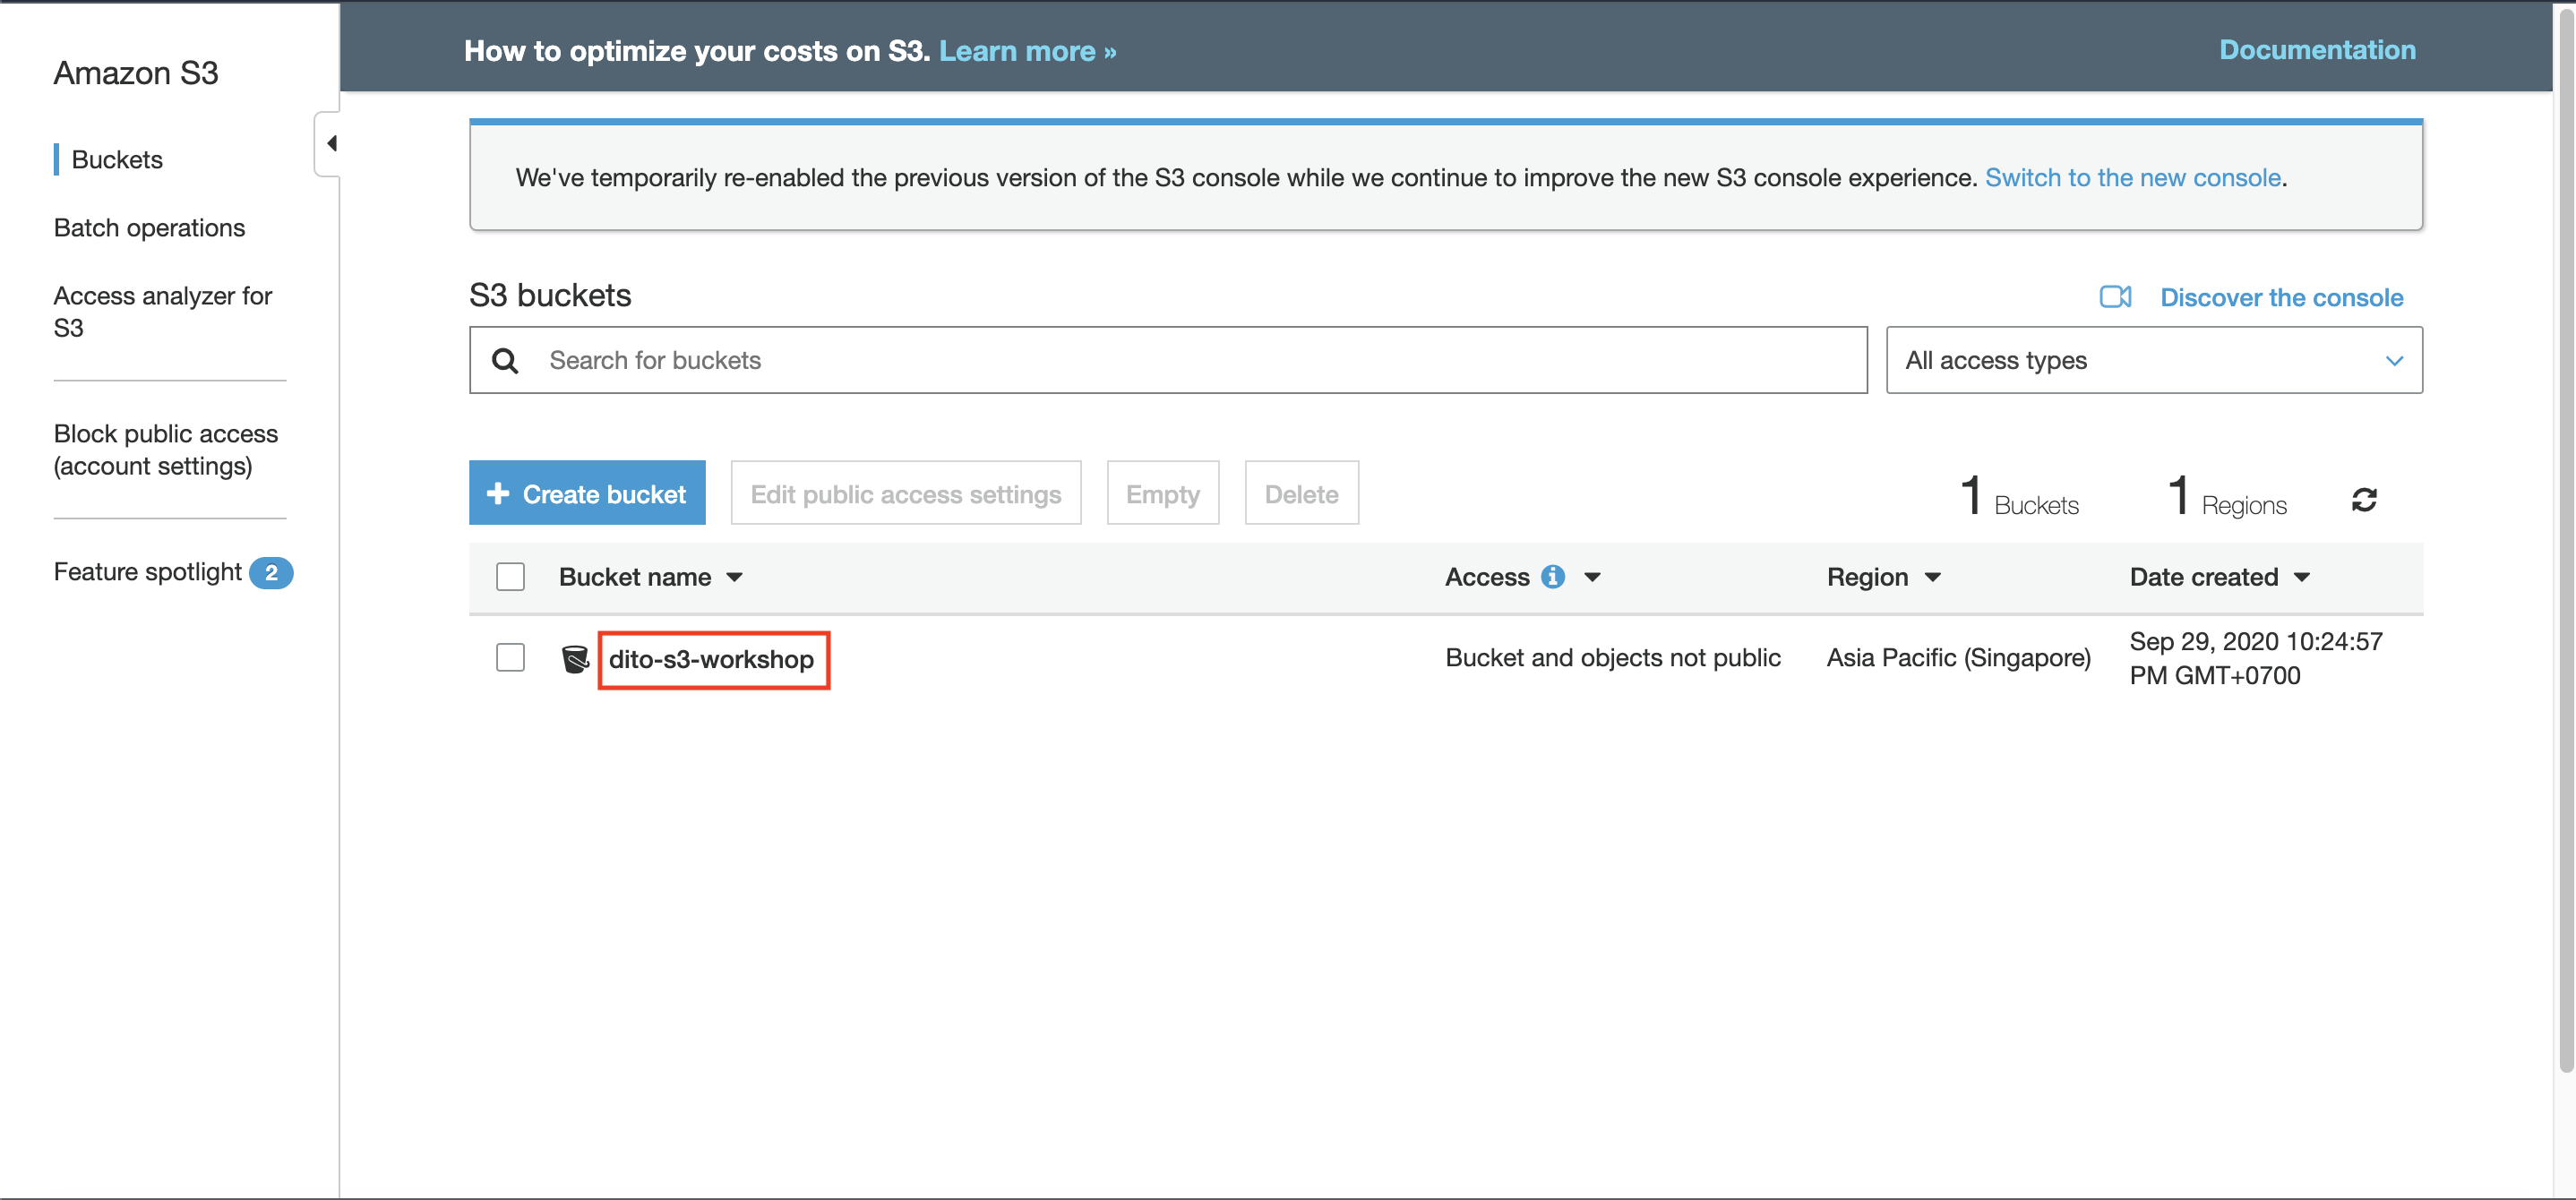 Amazon S3
Buckets
Batch operations
Access analyzer for
S3
Block public access
(account settings)
Feature spotlight 2
How to optimize your costs on S3. Learn more »
Documentation
We've temporarily re-enabled the previous version of the S3 console while we continue to improve the new S3 console experience. Switch to the new console.
S3 buckets
Discover the console
Search for buckets
All access types
Create bucket
Edit public access settings
Empty
Delete
1 Buckets
1 Regions
Bucket name
Access
Region
Date created
dito-s3-workshop
Bucket and objects not public
Asia Pacific (Singapore)
Sep 29, 2020 10:24:57
PM GMT+0700